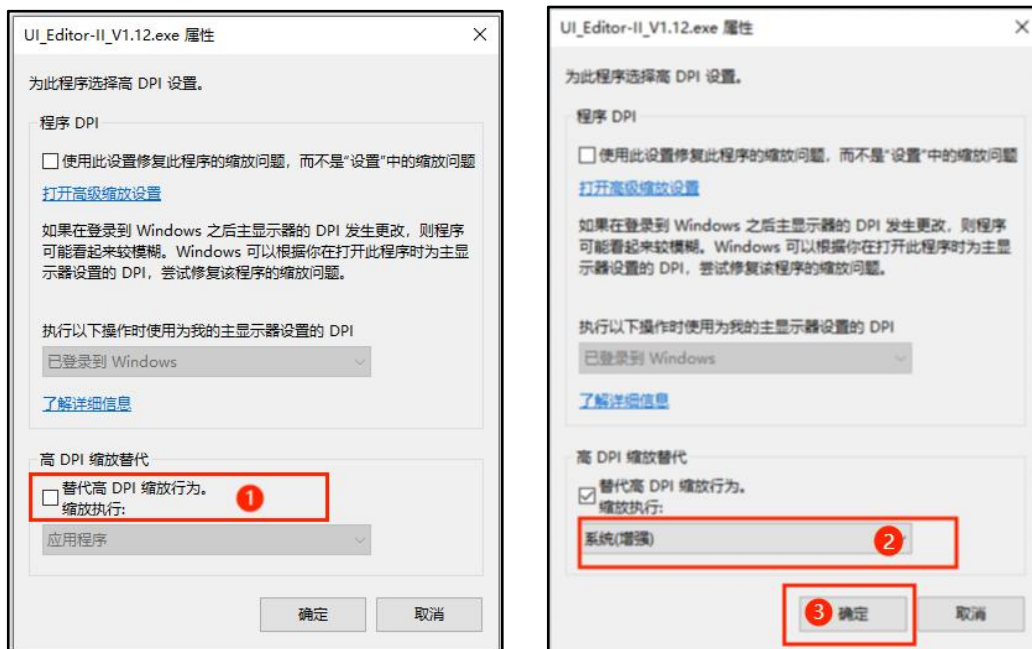 UI_Editor-II_V1.12.exe 属性
为此程序选择高 DPI 设置。
程序 DPI
使用此设置修复此程序的缩放问题，而不是“设置”中的缩放问题
打开高级缩放设置
如果在登录到 Windows 之后主显示器的 DPI 发生更改，则程序
可能看起来较模糊。Windows 可以根据你在打开此程序时为主显
示器设置的 DPI，尝试修复该程序的缩放问题。
执行以下操作时使用为我的主显示器设置的 DPI
已登录到 Windows
了解详细信息
高 DPI 缩放替代
替代高 DPI 缩放行为。
缩放执行:
1
应用程序
确定
取消
UI_Editor-II_V1.12.exe 属性
为此程序选择高 DPI 设置。
程序 DPI
使用此设置修复此程序的缩放问题，而不是“设置”中的缩放问题
打开高级缩放设置
如果在登录到 Windows 之后主显示器的 DPI 发生更改，则程序
可能看起来较模糊。Windows 可以根据你在打开此程序时为主显
示器设置的 DPI，尝试修复该程序的缩放问题。
执行以下操作时使用为我的主显示器设置的 DPI
已登录到 Windows
了解详细信息
高 DPI 缩放替代
替代高 DPI 缩放行为。
缩放执行:
系统(增强)
2
3
确定
取消